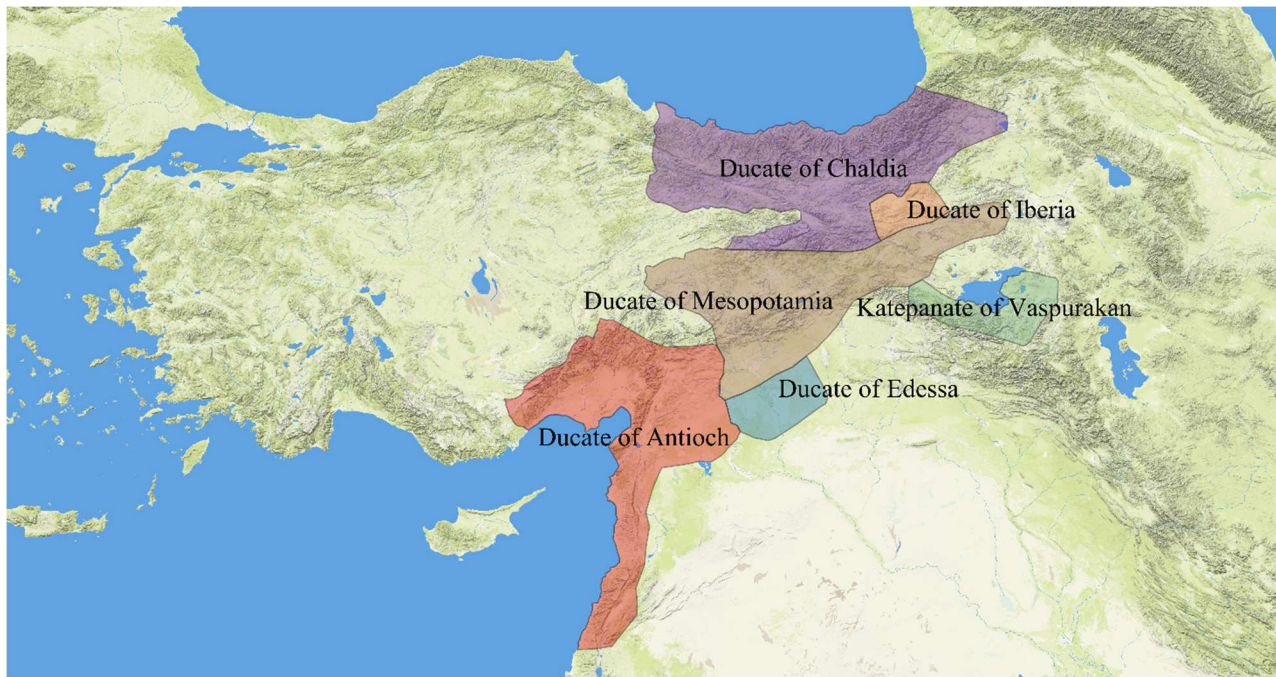 Ducate of Chaldia
Ducate of Iberia
Ducate of Mesopotamia
Katepanate of Vaspurakan
Ducate of Edessa
Ducate of Antioch